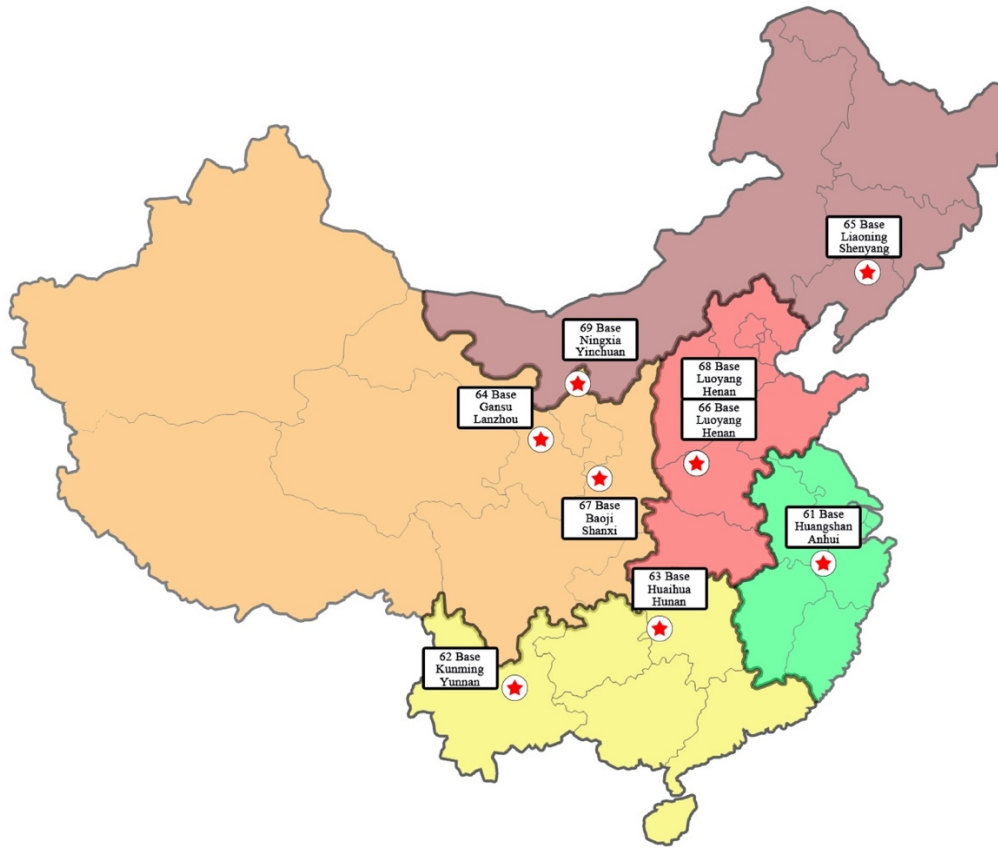 65 Base
Liaoning
Shenyang
69 Base
Ningxia
Yinchuan
68 Base
Luoyang
Henan
64 Base
Gansu
Lanzhou
66 Base
Luoyang
Henan
67 Base
Baoji
Shanxi
61 Base
Huangshan
Anhui
63 Base
Huaihua
Hunan
62 Base
Kunming
Yunnan